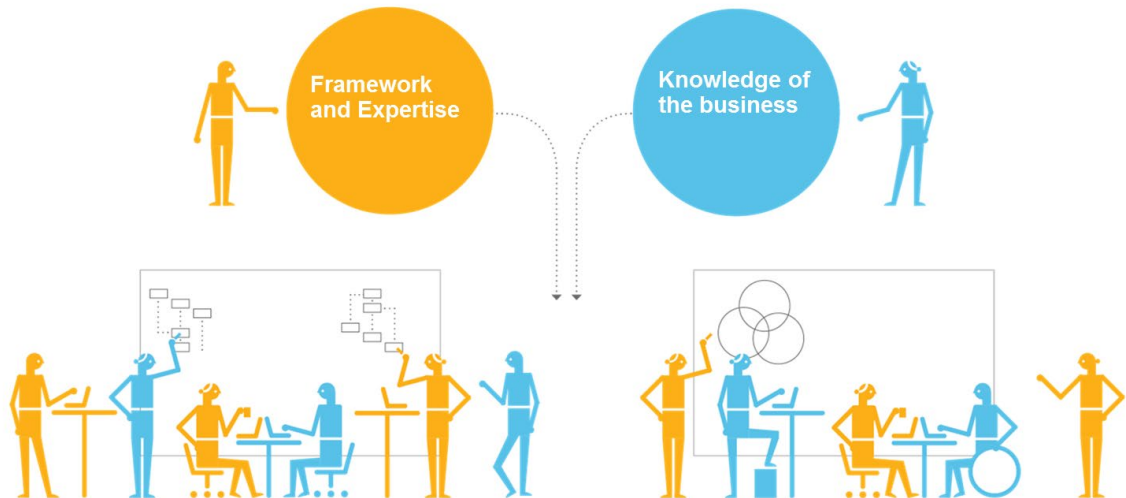 Framework
and Expertise
Knowledge of
the business